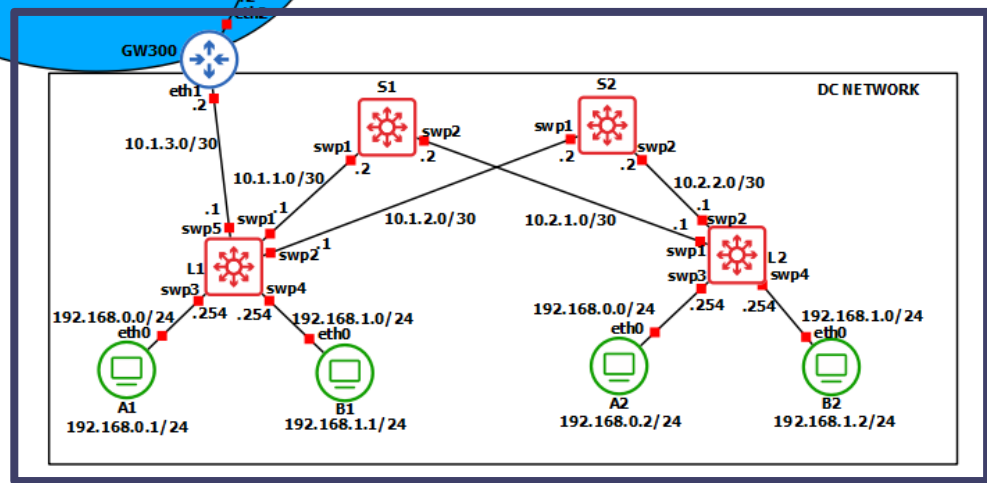 .2
eth2
GW300
DC NETWORK
S1
S2
eth1
.2
swp1
swp2
.2
.2
swp1
.2
swp2
.2
10.1.3.0/30
10.1.1.0/30
10.1.2.0/30
10.2.1.0/30
10.2.2.0/30
.1
swp5
swp1
.1
swp2
.1
L1
swp3
swp4
.254
.254
.1
swp2
.1
swp1
L2
swp3
swp4
.254
.254
192.168.0.0/24
eth0
192.168.1.0/24
eth0
192.168.0.0/24
eth0
192.168.1.0/24
eth0
A1
192.168.0.1/24
B1
192.168.1.1/24
A2
192.168.0.2/24
B2
192.168.1.2/24